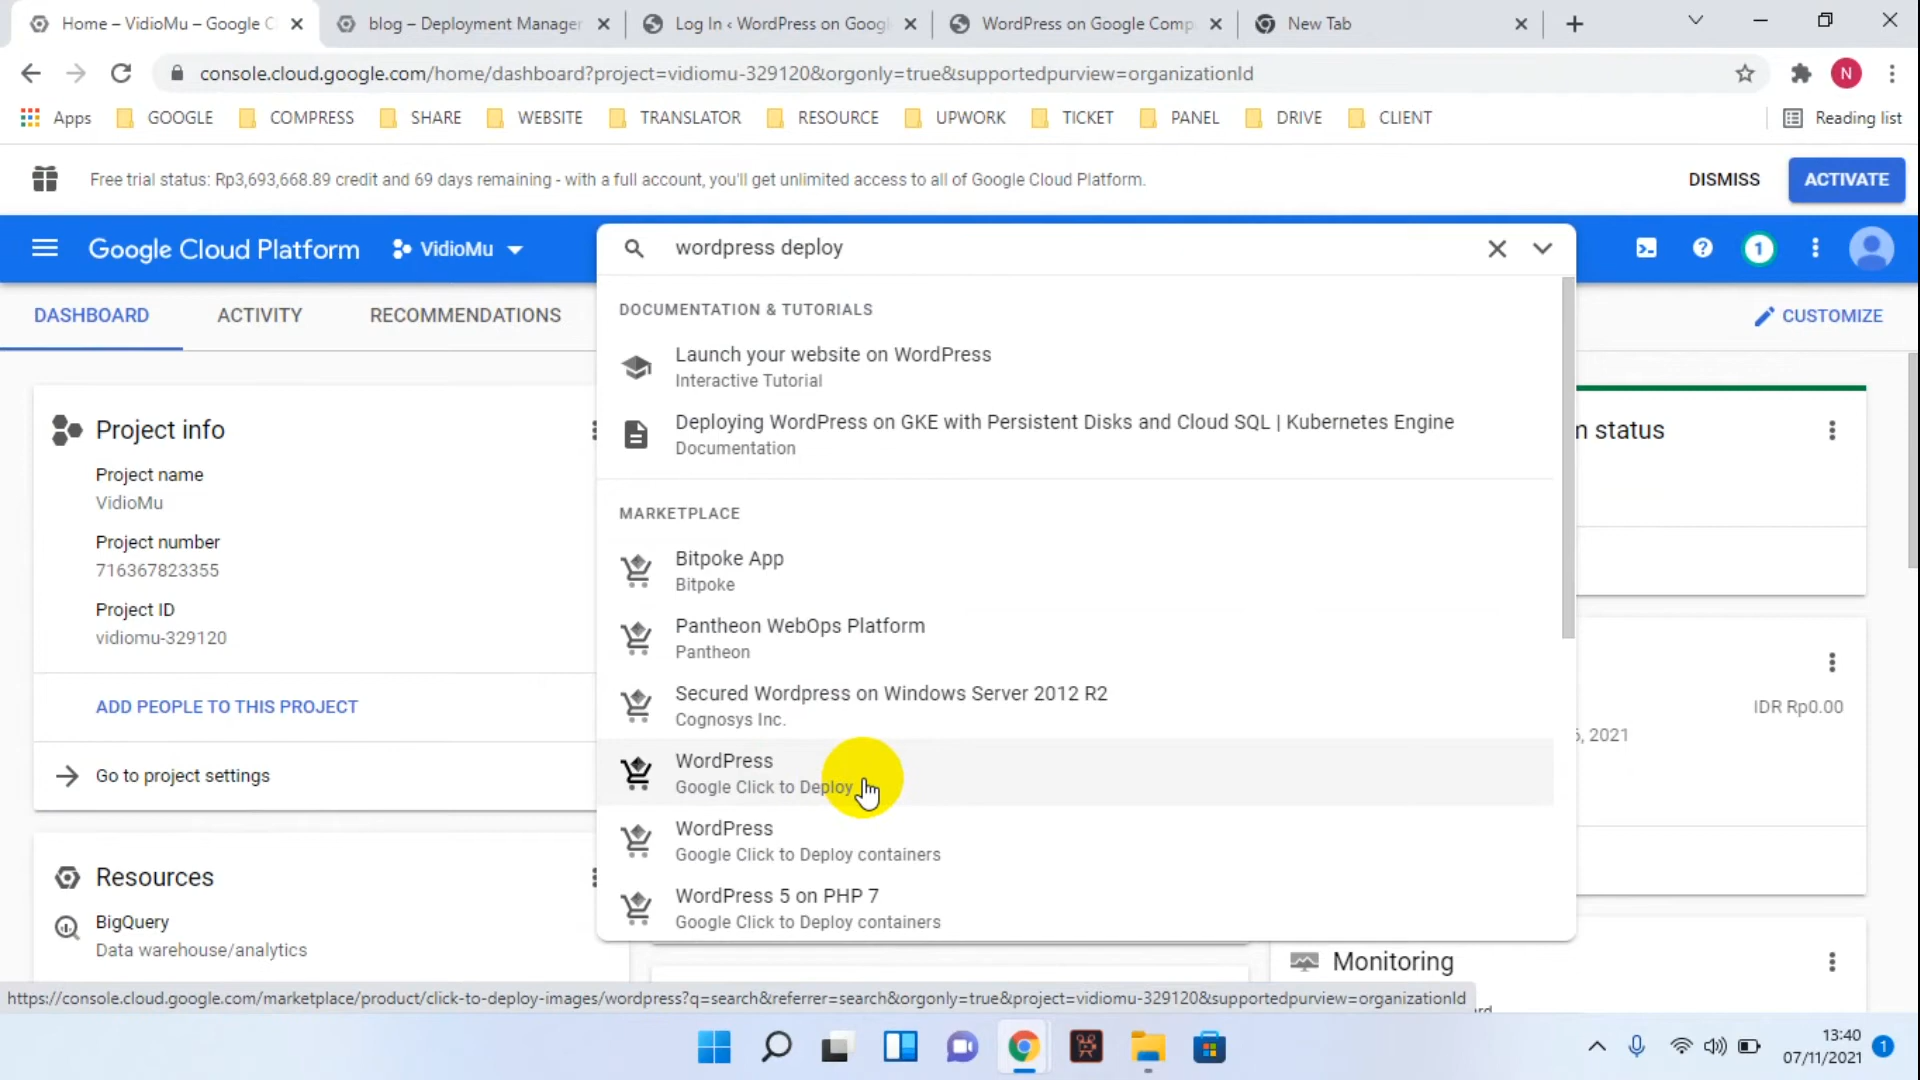 Home – VidioMu – Google C
blog – Deployment Manager
Log In ‹ WordPress on Googl
WordPress on Google Comp
New Tab
console.cloud.google.com/home/dashboard?project=vidiomu-329120&orgonly=true&supportedpurview=organizationId
N
Apps
GOOGLE
COMPRESS
SHARE
WEBSITE
TRANSLATOR
RESOURCE
UPWORK
TICKET
PANEL
DRIVE
CLIENT
Reading list
Free trial status: Rp3,693,668.89 credit and 69 days remaining - with a full account, you'll get unlimited access to all of Google Cloud Platform.
DISMISS
ACTIVATE
Google Cloud Platform
VidioMu
wordpress deploy
1
DASHBOARD
ACTIVITY
RECOMMENDATIONS
CUSTOMIZE
DOCUMENTATION & TUTORIALS
Launch your website on WordPress
Interactive Tutorial
Deploying WordPress on GKE with Persistent Disks and Cloud SQL | Kubernetes Engine
Documentation
MARKETPLACE
Bitpoke App
Bitpoke
Pantheon WebOps Platform
Pantheon
Secured Wordpress on Windows Server 2012 R2
Cognosys Inc.
WordPress
Google Click to Deploy
WordPress
Google Click to Deploy containers
WordPress 5 on PHP 7
Google Click to Deploy containers
Project info
Project name
VidioMu
Project number
716367823355
Project ID
vidiomu-329120
ADD PEOPLE TO THIS PROJECT
Go to project settings
Resources
BigQuery
Data warehouse/analytics
status
IDR Rp0.00
, 2021
Monitoring
https://console.cloud.google.com/marketplace/product/click-to-deploy-images/wordpress?q=search&referrer=search&orgonly=true&project=vidiomu-329120&supportedpurview=organizationId
13:40
07/11/2021
1